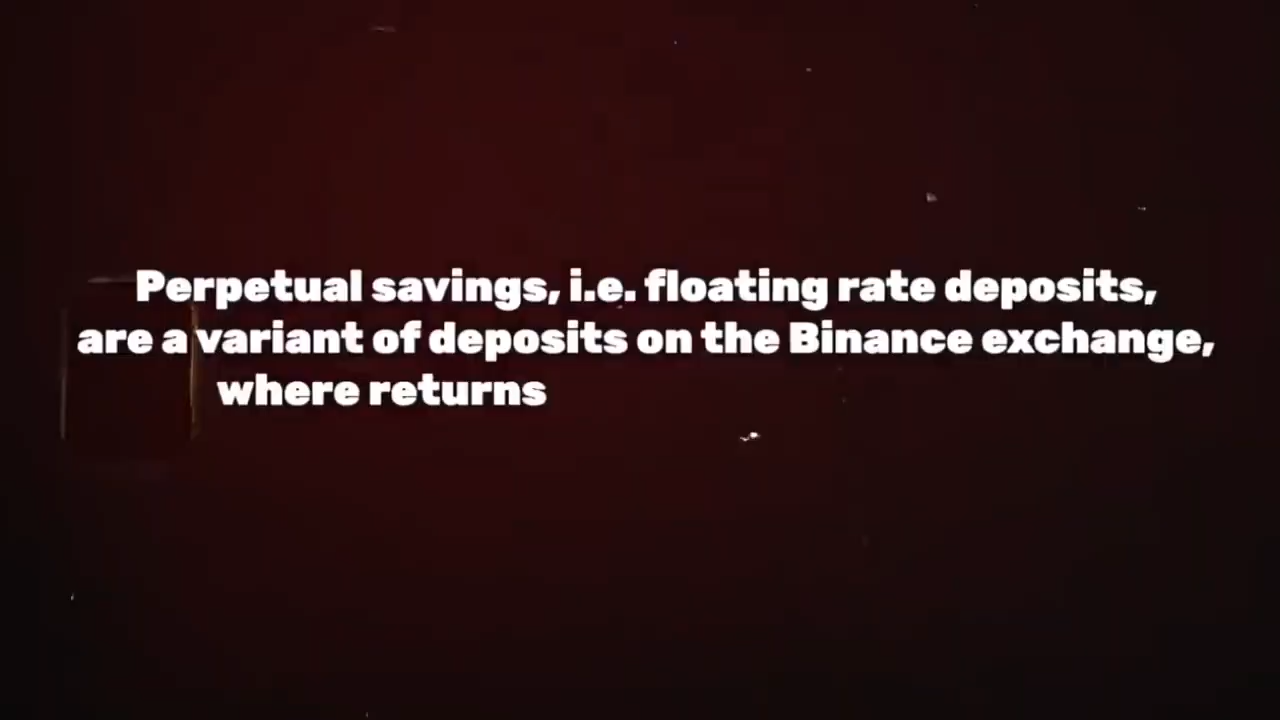 Perpetual savings, i.e. floating rate deposits,
are a variant of deposits on the Binance exchange,
where returns